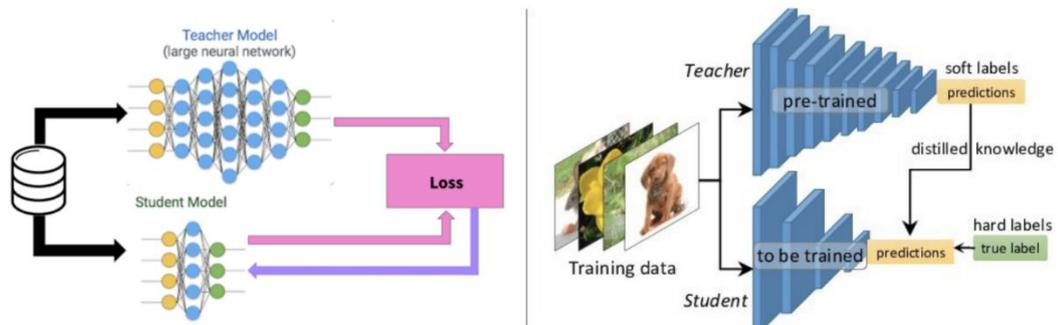 Teacher Model
(large neural network)
Loss
Student Model
Teacher
pre-trained
soft labels
predictions
distilled knowledge
Training data
to be trained
predictions
hard labels
true label
Student